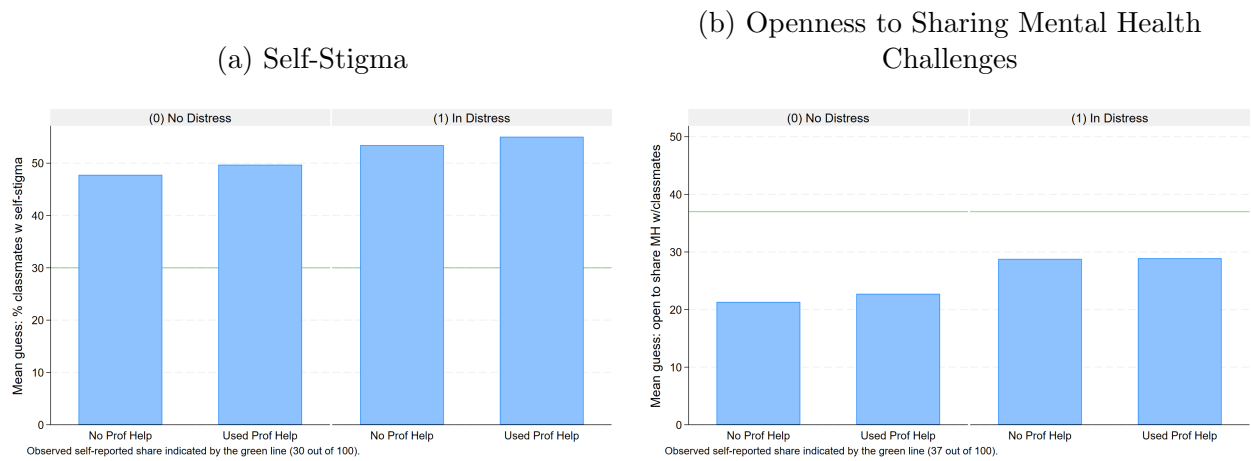 (a) Self-Stigma
(0) No Distress
(1) In Distress
Mean guess: % classmates w self-stigma
50
40
30
20
10
0
No Prof Help
Used Prof Help
No Prof Help
Used Prof Help
Observed self-reported share indicated by the green line (30 out of 100).
(b) Openness to Sharing Mental Health
Challenges
(0) No Distress
(1) In Distress
Mean guess: open to share MH w/classmates
50
40
30
20
10
0
No Prof Help
Used Prof Help
No Prof Help
Used Prof Help
Observed self-reported share indicated by the green line (37 out of 100).